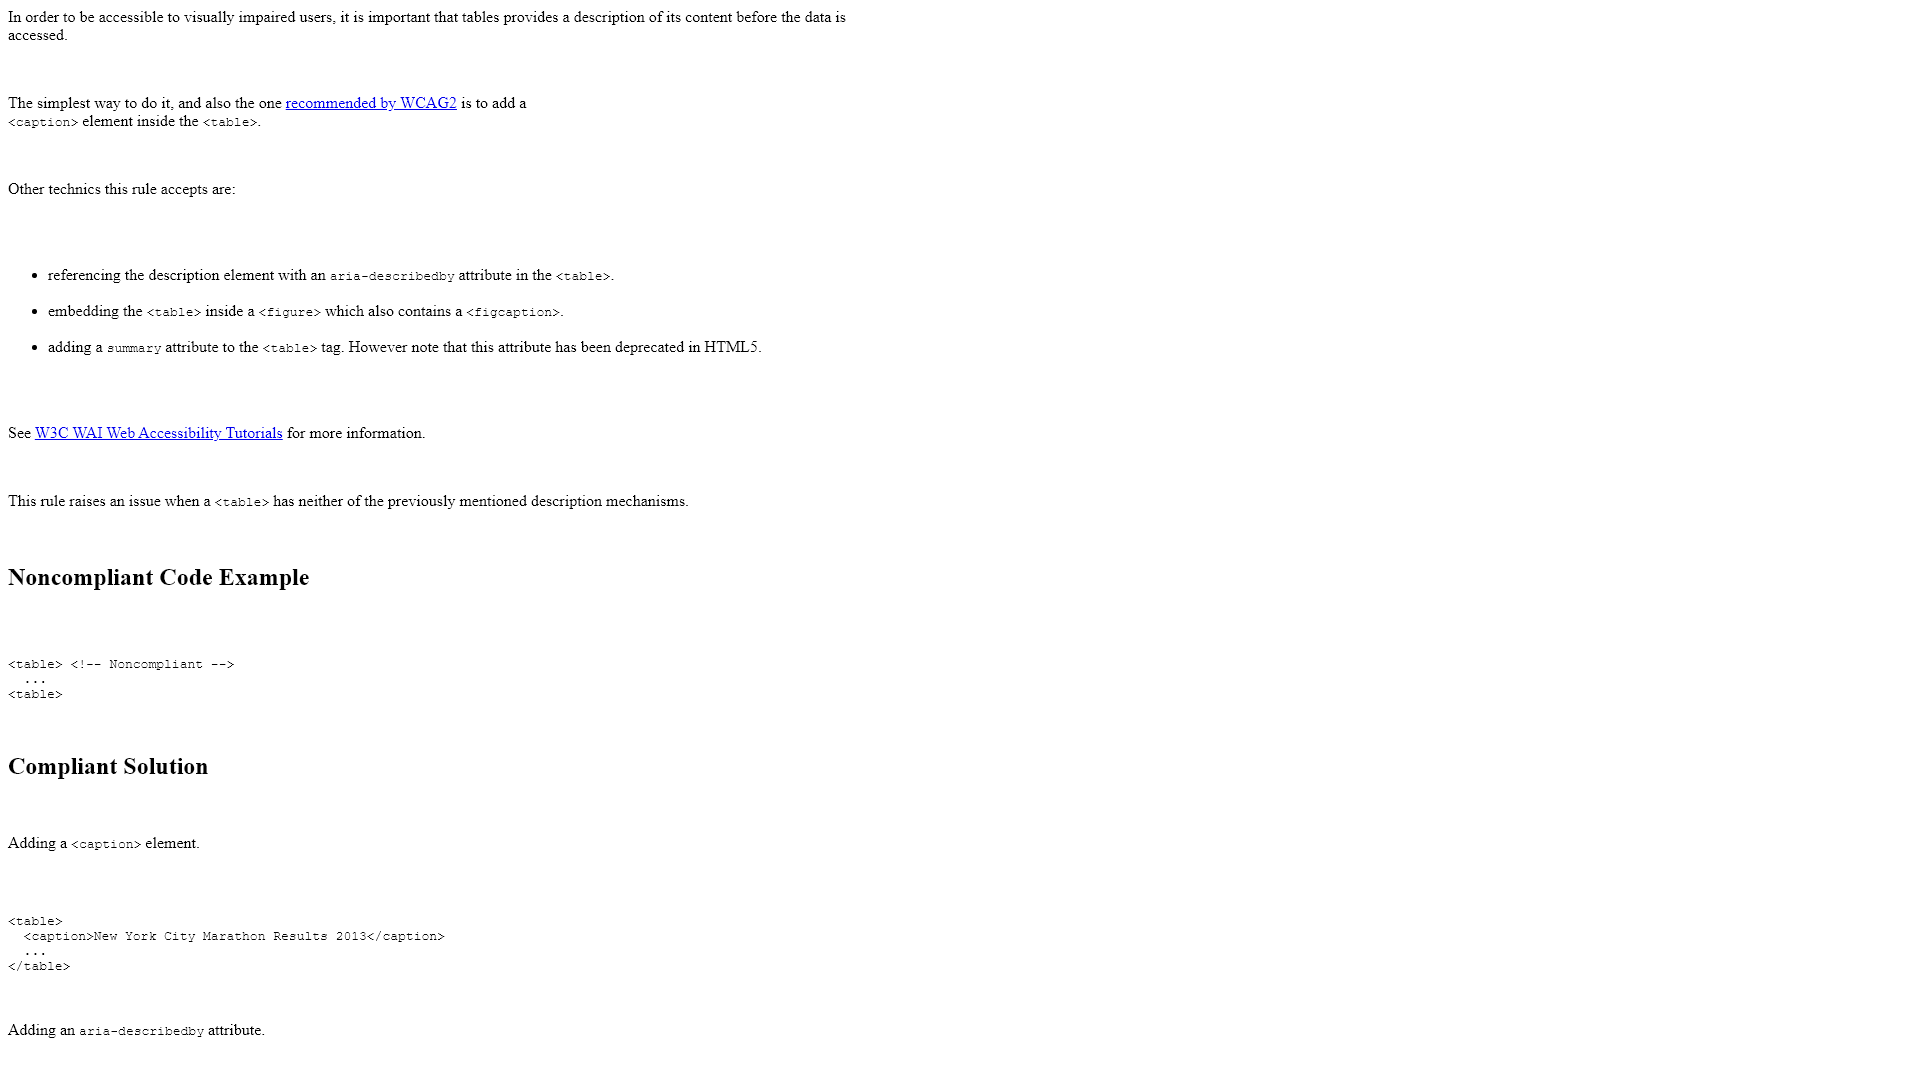 In order to be accessible to visually impaired users, it is important that tables provides a description of its content before the data is
accessed.
The simplest way to do it, and also the one recommended by WCAG2 is to add a
<caption> element inside the <table>.
Other technics this rule accepts are:
• referencing the description element with an aria-describedby attribute in the <table>.
• embedding the <table> inside a <figure> which also contains a <figcaption>.
• adding a summary attribute to the <table> tag. However note that this attribute has been deprecated in HTML5.
See W3C WAI Web Accessibility Tutorials for more information.
This rule raises an issue when a <table> has neither of the previously mentioned description mechanisms.
Noncompliant Code Example
<table> <!-- Noncompliant -->
  ...
<table>
Compliant Solution
Adding a <caption> element.
<table>
  <caption>New York City Marathon Results 2013</caption>
  ...
</table>
Adding an aria-describedby attribute.